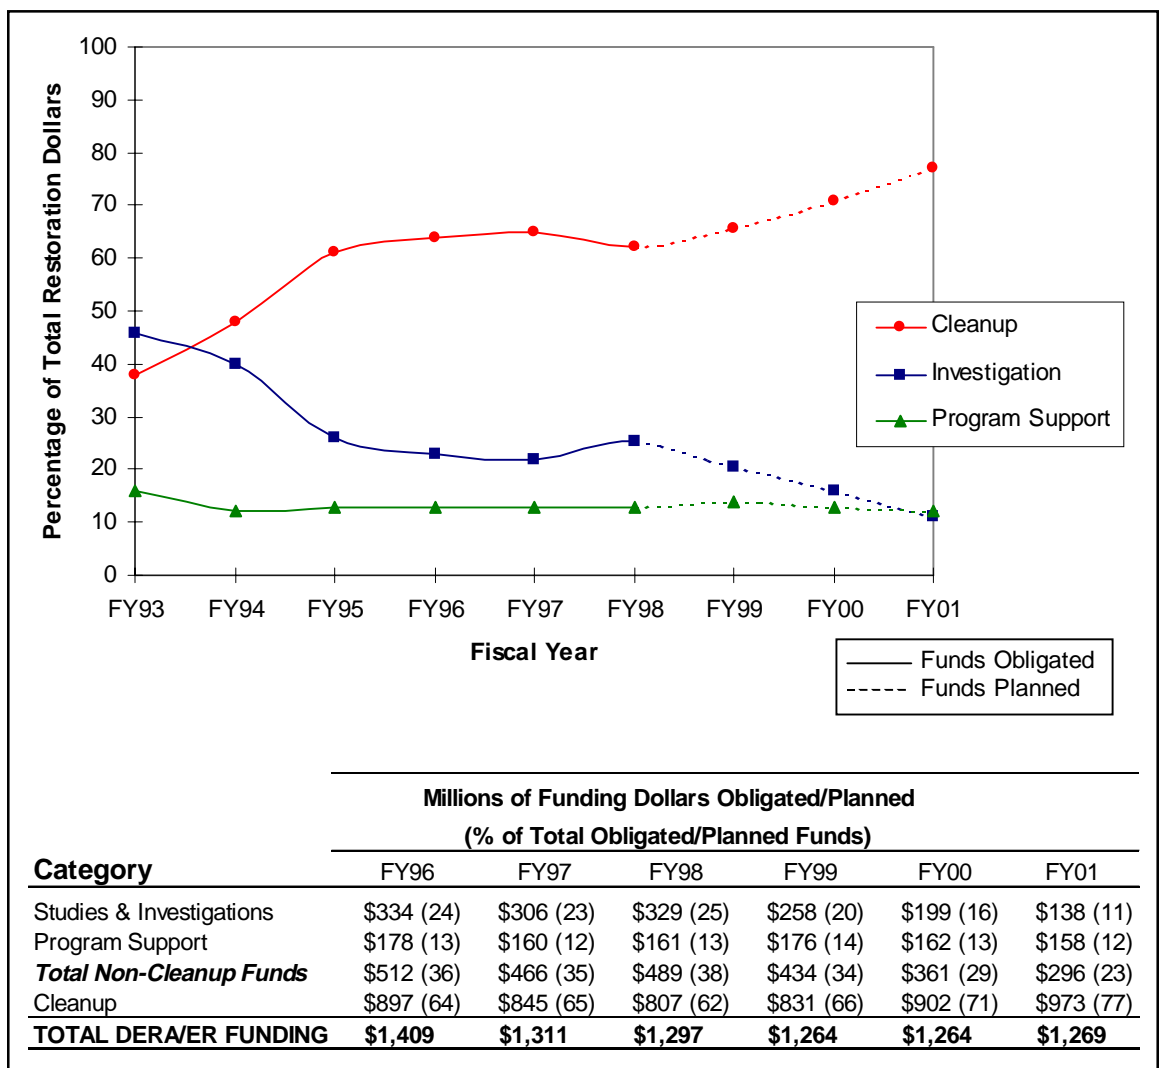 100
90
80
70
60
50
40
30
20
10
0
Percentage of Total Restoration Dollars
FY93 FY94 FY95 FY96 FY97 FY98 FY99 FY00 FY01
Fiscal Year
Cleanup
Investigation
Program Support
Funds Obligated
Funds Planned
Millions of Funding Dollars Obligated/Planned
(% of Total Obligated/Planned Funds)
Category FY96 FY97 FY98 FY99 FY00 FY01
Studies & Investigations $334 (24) $306 (23) $329 (25) $258 (20) $199 (16) $138 (11)
Program Support $178 (13) $160 (12) $161 (13) $176 (14) $162 (13) $158 (12)
Total Non-Cleanup Funds $512 (36) $466 (35) $489 (38) $434 (34) $361 (29) $296 (23)
Cleanup $897 (64) $845 (65) $807 (62) $831 (66) $902 (71) $973 (77)
TOTAL DERA/ER FUNDING $1,409 $1,311 $1,297 $1,264 $1,264 $1,269